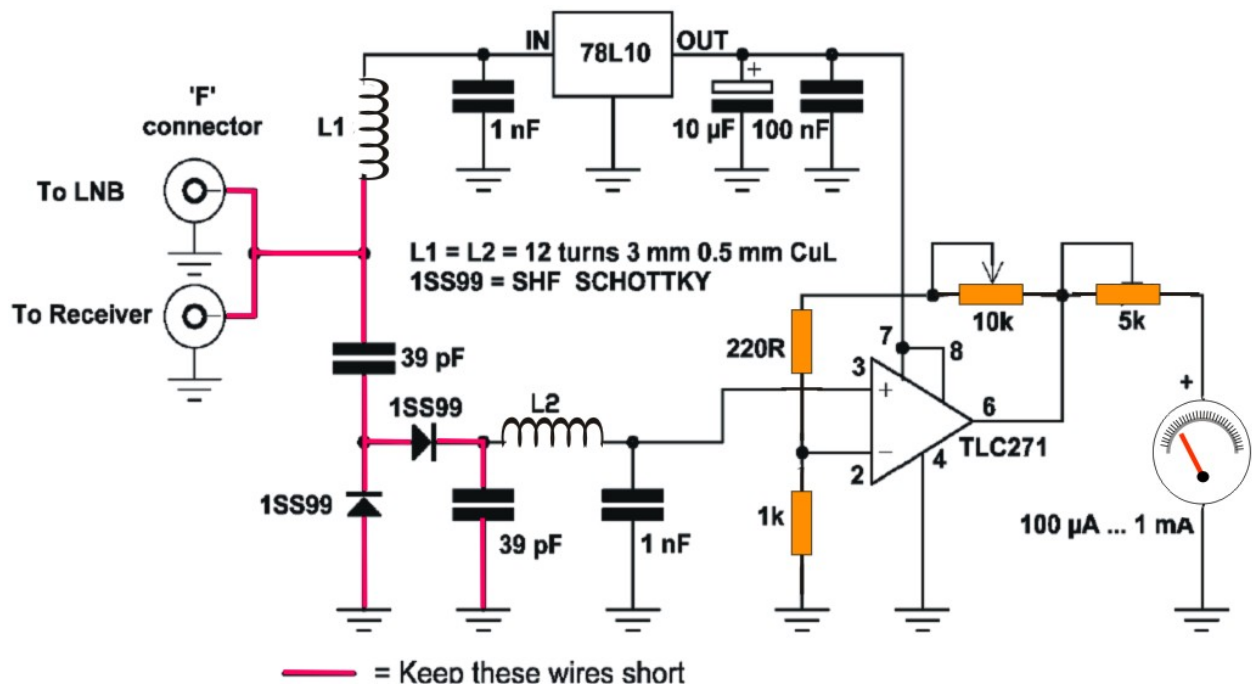 IN
78L10
OUT
'F'
connector
L1
1 nF
10 µF
100 nF
To LNB
L1 = L2 = 12 turns 3 mm 0.5 mm CuL
1SS99 = SHF SCHOTTKY
To Receiver
10k
5k
220R
7
8
39 pF
3
+
+
1SS99
L2
+
6
TLC271
−
4
2
1SS99
1k
39 pF
1 nF
100 µA ... 1 mA
= Keep these wires short